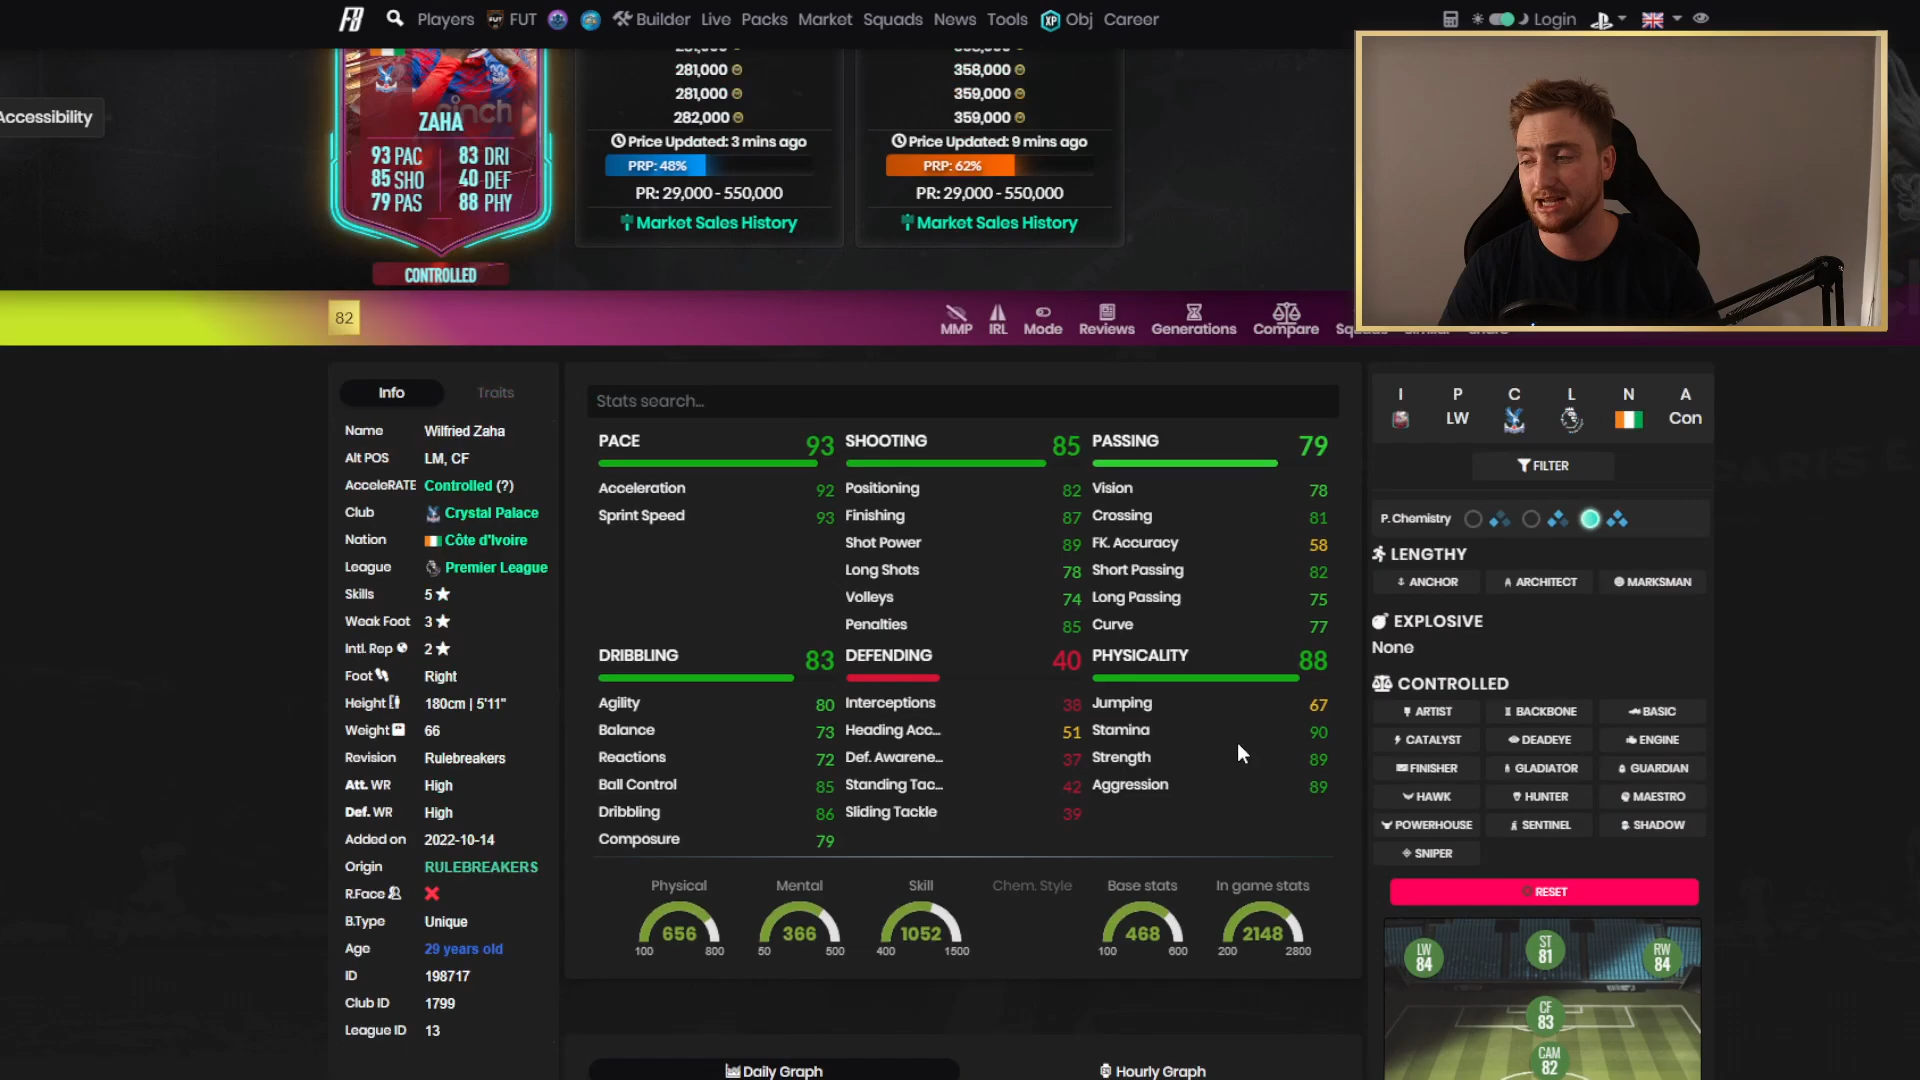 Players FUT Builder Live Packs Market Squads News Tools XP Obj Career Login
Accessibility
cinch
ZAHA
93 PAC 83 DRI
85 SHO 40 DEF
79 PAS 88 PHY
CONTROLLED
281,000
281,000
282,000
Price Updated: 3 mins ago
PRP: 48%
PR: 29,000 - 550,000
Market Sales History
358,000
359,000
359,000
Price Updated: 9 mins ago
PRP: 62%
PR: 29,000 - 550,000
Market Sales History
82
MMP IRL Mode Reviews Generations Compare
Info Traits
Name Wilfried Zaha
Alt POS LM, CF
AcceleRATE Controlled (?)
Club Crystal Palace
Nation Côte d'Ivoire
League Premier League
Skills 5
Weak Foot 3
Intl. Rep 2
Foot Right
Height 180cm | 5'11"
Weight 66
Revision Rulebreakers
Att. WR High
Def. WR High
Added on 2022-10-14
Origin RULEBREAKERS
R.Face
B.Type Unique
Age 29 years old
ID 198717
Club ID 1799
League ID 13
Stats search...
PACE 93
Acceleration 92
Sprint Speed 93
SHOOTING 85
Positioning 82
Finishing 87
Shot Power 89
Long Shots 78
Volleys 74
Penalties 85
PASSING 79
Vision 78
Crossing 81
FK. Accuracy 58
Short Passing 82
Long Passing 75
Curve 77
DRIBBLING 83
Agility 80
Balance 73
Reactions 72
Ball Control 85
Dribbling 86
Composure 79
DEFENDING 40
Interceptions 38
Heading Acc... 51
Def. Awarene... 37
Standing Tac... 42
Sliding Tackle 39
PHYSICALITY 88
Jumping 67
Stamina 90
Strength 89
Aggression 89
Physical Mental Skill Chem. Style Base stats In game stats
656 366 1052 468 2148
100 800 50 500 400 1500 100 600 200 2800
Daily Graph Hourly Graph
I P C L N A
LW Con
FILTER
P. Chemistry
LENGTHY
ANCHOR ARCHITECT MARKSMAN
EXPLOSIVE
None
CONTROLLED
ARTIST BACKBONE BASIC
CATALYST DEADEYE ENGINE
FINISHER GLADIATOR GUARDIAN
HAWK HUNTER MAESTRO
POWERHOUSE SENTINEL SHADOW
SNIPER
RESET
LW 84
ST 81
RW 84
CF 83
CAM 82